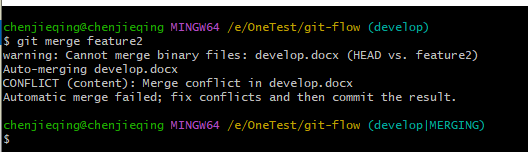 chenjieqing@chenjieqing MINGW64 /e/OneTest/git-flow (develop)
$ git merge feature2
warning: Cannot merge binary files: develop.docx (HEAD vs. feature2)
Auto-merging develop.docx
CONFLICT (content): Merge conflict in develop.docx
Automatic merge failed; fix conflicts and then commit the result.
chenjieqing@chenjieqing MINGW64 /e/OneTest/git-flow (develop|MERGING)
$